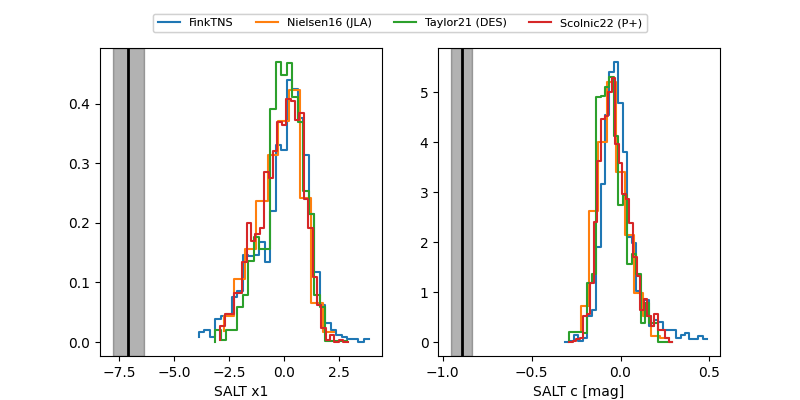 FinkTNS Nielsen16 (JLA) Taylor21 (DES) Scolnic22 (P+)
0.4
0.3
0.2
0.1
0.0
−7.5 −5.0 −2.5 0.0 2.5
SALT x1
5
4
3
2
1
0
−1.0 −0.5 0.0 0.5
SALT c [mag]